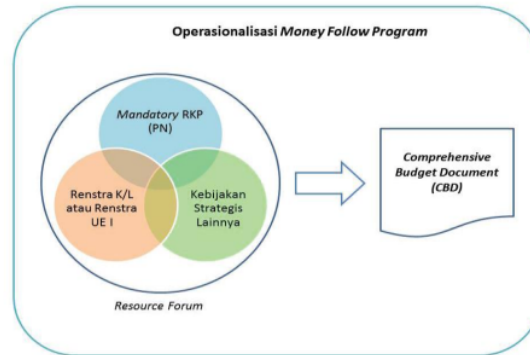 Operasionalisasi Money Follow Program
Mandatory RKP
(PN)
Renstra K/L
atau Renstra
UE I
Kebijakan
Strategis
Lainnya
Resource Forum
Comprehensive
Budget Document
(CBD)